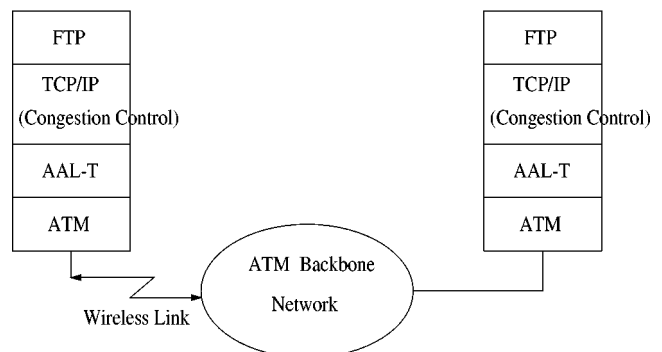 FTP
TCP/IP
(Congestion Control)
AAL-T
ATM
FTP
TCP/IP
(Congestion Control)
AAL-T
ATM
ATM Backbone
Network
Wireless Link